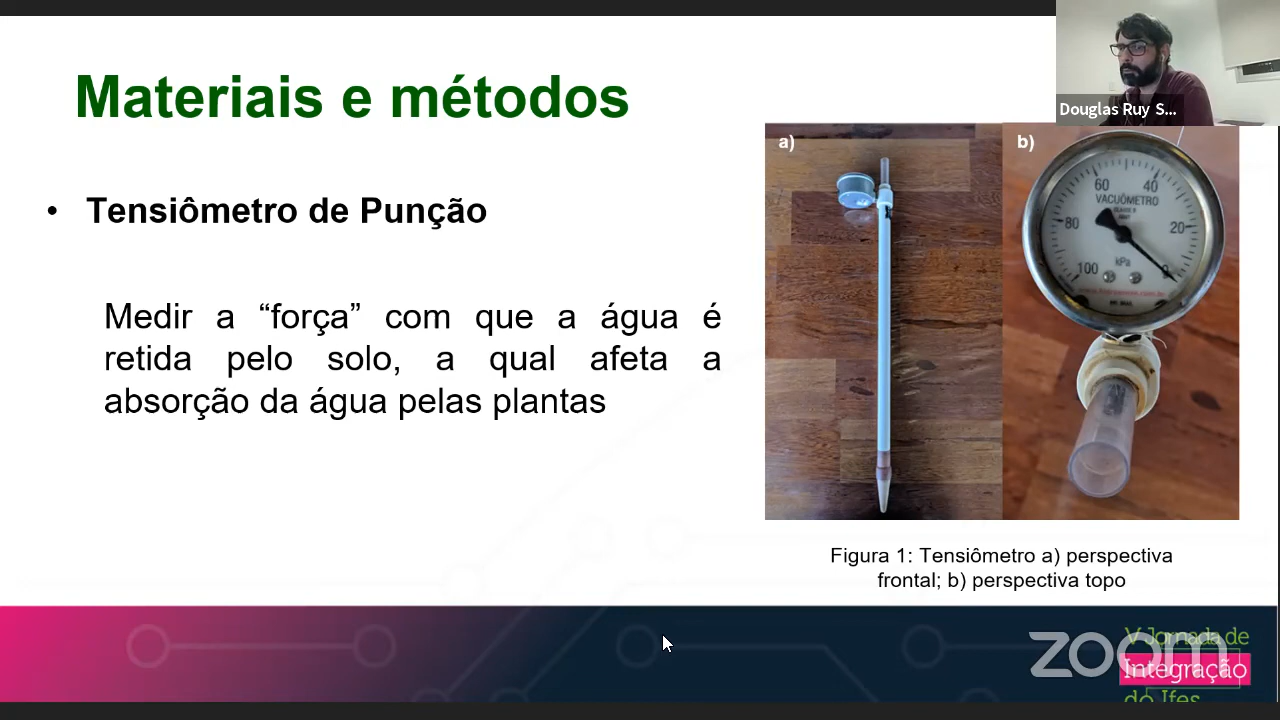 Materiais e métodos
Douglas Ruy S...
• Tensiômetro de Punção
Medir a “força” com que a água é
retida pelo solo, a qual afeta a
absorção da água pelas plantas
a)
b)
60 40
VACUÔMETRO
80 20
kPa
100 0
Figura 1: Tensiômetro a) perspectiva
frontal; b) perspectiva topo
zoom
V Jornada de
Integração
do Ifes